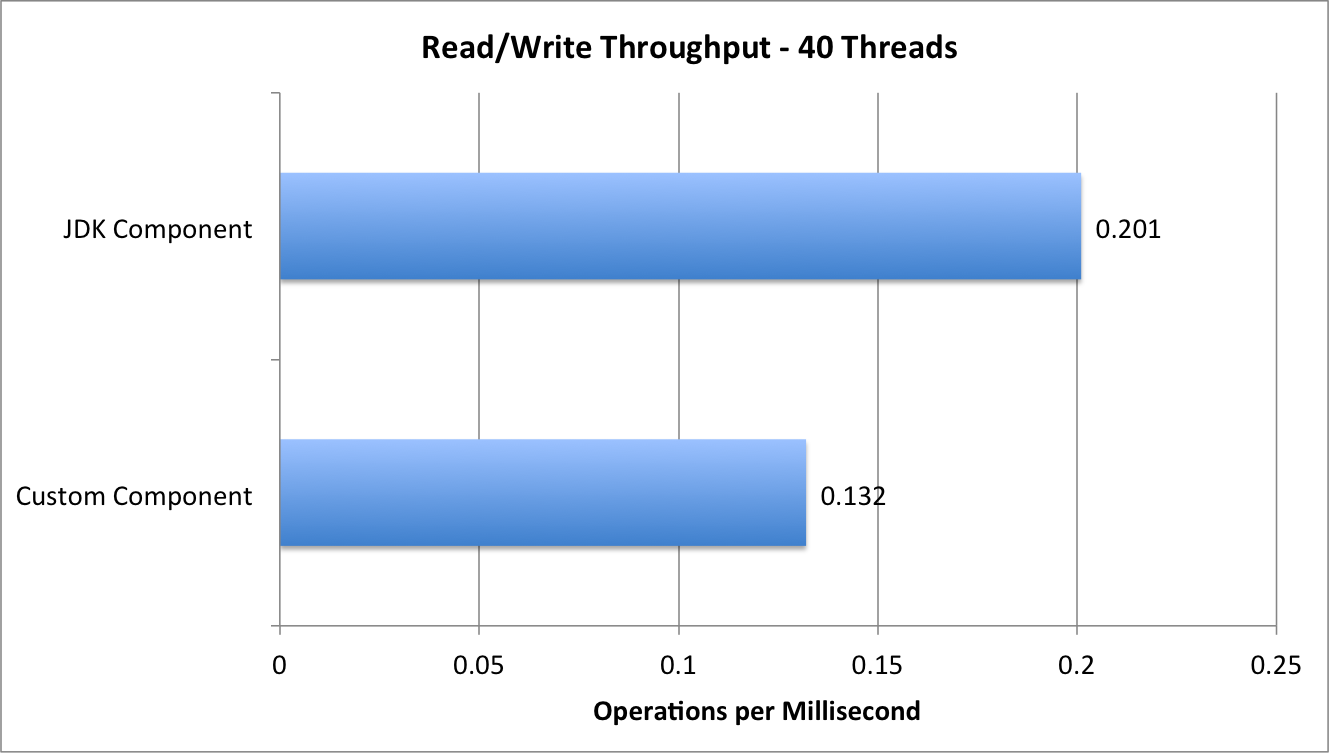 Read/Write Throughput - 40 Threads
JDK Component
0.201
Custom Component
0.132
0 0.05 0.1 0.15 0.2 0.25
Operations per Millisecond